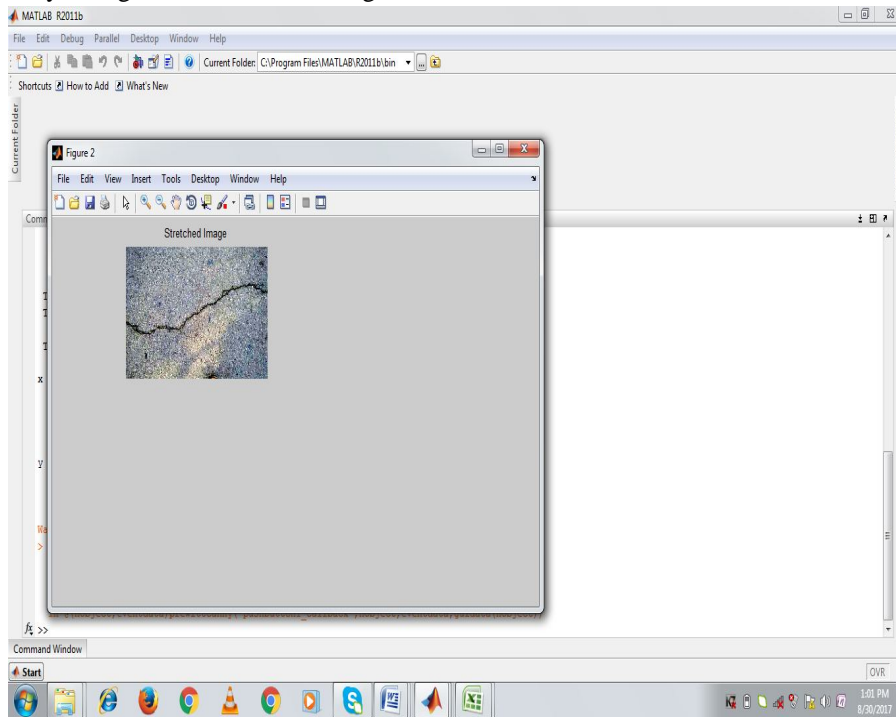 MATLAB R2011b
File Edit Debug Parallel Desktop Window Help
Current Folder: C:\Program Files\MATLAB\R2011b\bin
Shortcuts How to Add What's New
Current Folder
Figure 2
File Edit View Insert Tools Desktop Window Help
Comm
Stretched Image
T
T
T
x
y
Wa
>
fx >>
Command Window
Start
OVR
1:01 PM
8/30/2017